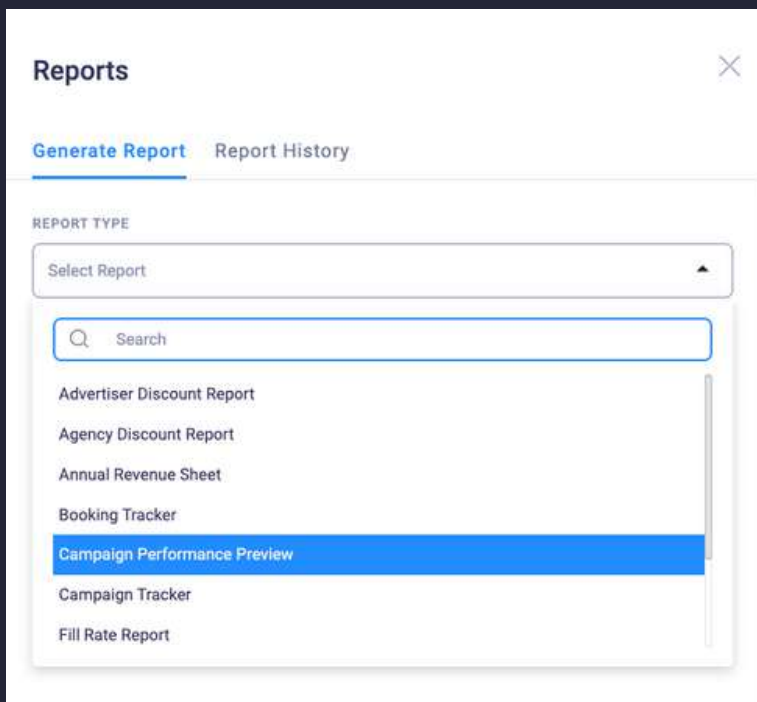 Reports
Generate Report Report History
REPORT TYPE
Select Report
Search
Advertiser Discount Report
Agency Discount Report
Annual Revenue Sheet
Booking Tracker
Campaign Performance Preview
Campaign Tracker
Fill Rate Report